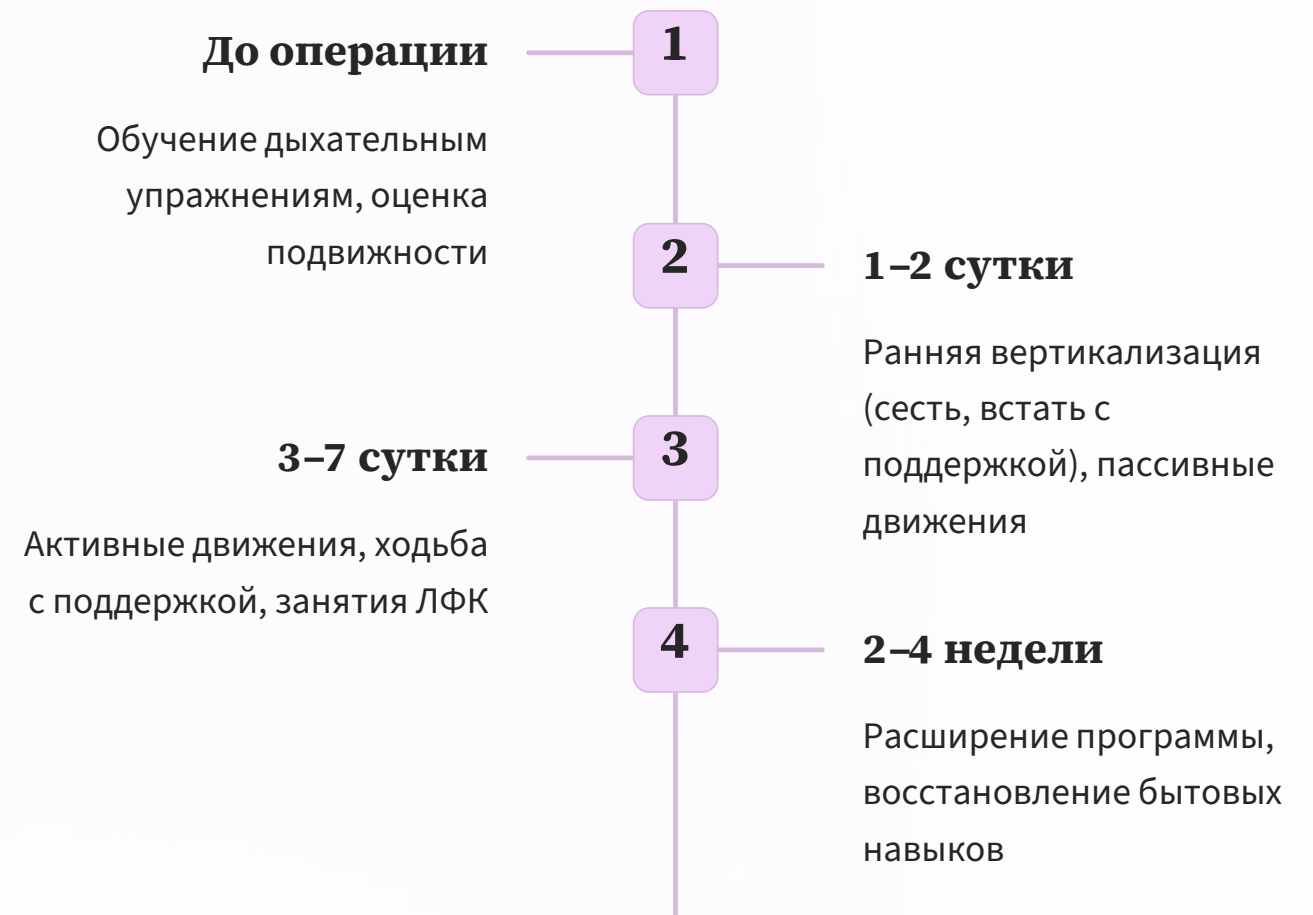 1
До операции
Обучение дыхательным
упражнениям, оценка
подвижности
2
1–2 сутки
Ранняя вертикализация
(сесть, встать с
поддержкой), пассивные
движения
3
3–7 сутки
Активные движения, ходьба
с поддержкой, занятия ЛФК
4
2–4 недели
Расширение программы,
восстановление бытовых
навыков